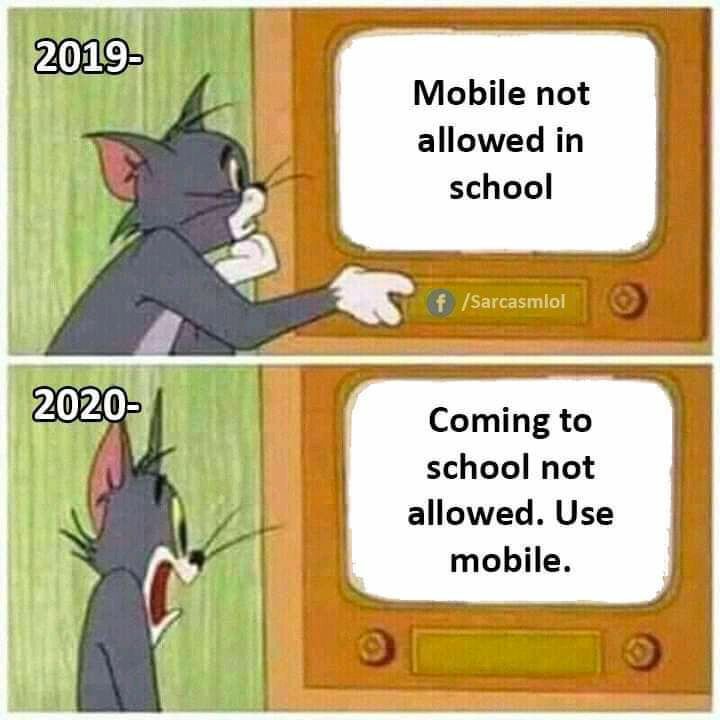 2019-
Mobile not
allowed in
school
f /Sarcasmlol
2020-
Coming to
school not
allowed. Use
mobile.